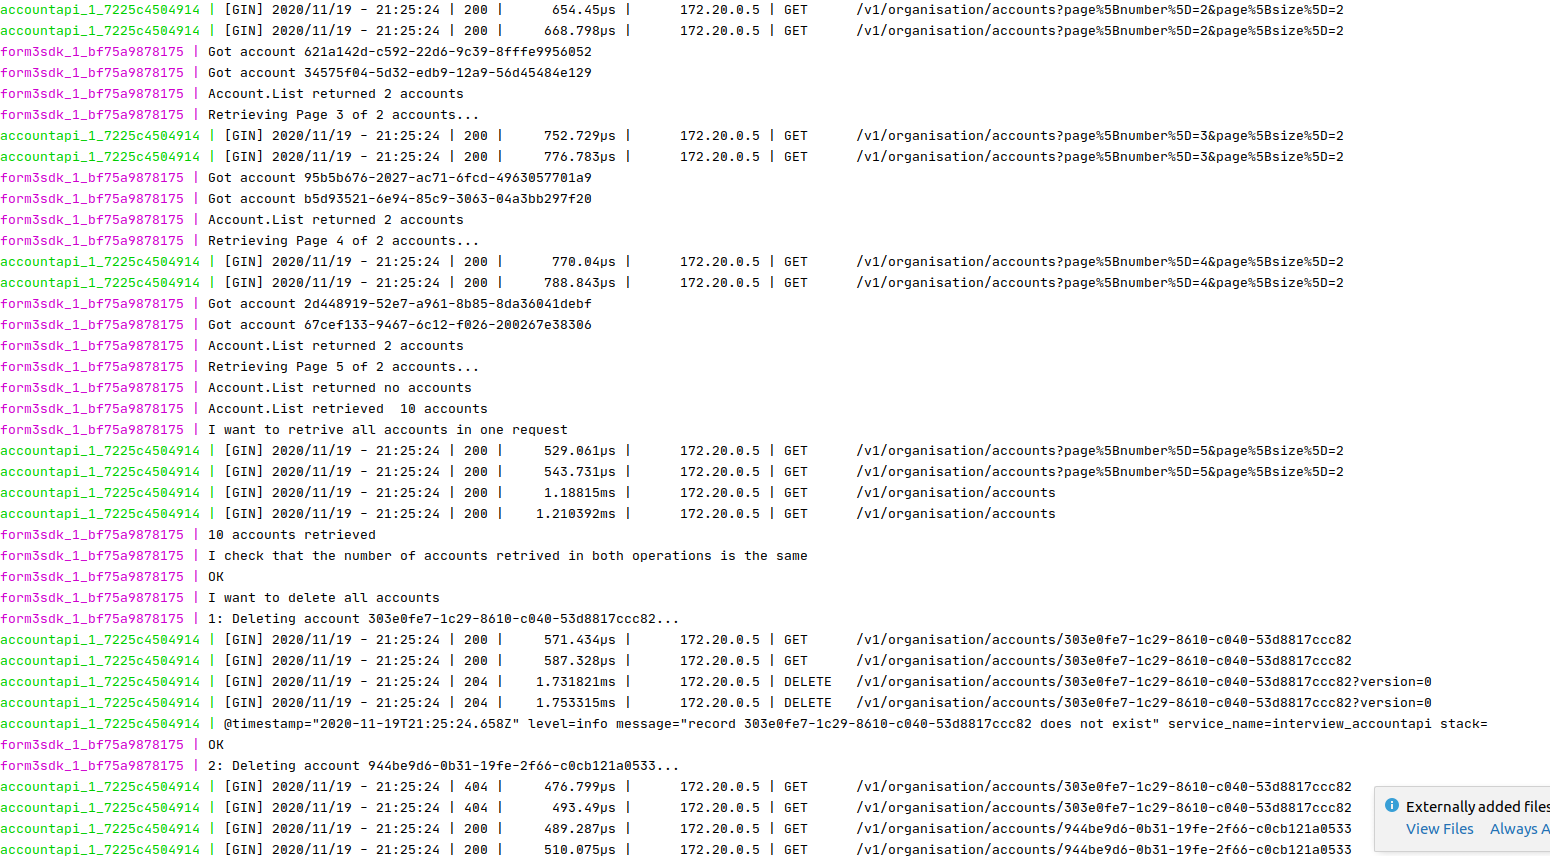 accountapi_1_7225c4504914 | [GIN] 2020/11/19 - 21:25:24 | 200 |      654.45µs |      172.20.0.5 | GET      /v1/organisation/accounts?page%5Bnumber%5D=2&page%5Bsize%5D=2
accountapi_1_7225c4504914 | [GIN] 2020/11/19 - 21:25:24 | 200 |     668.798µs |      172.20.0.5 | GET      /v1/organisation/accounts?page%5Bnumber%5D=2&page%5Bsize%5D=2
form3sdk_1_bf75a9878175 | Got account 621a142d-c592-22d6-9c39-8fffe9956052
form3sdk_1_bf75a9878175 | Got account 34575f04-5d32-edb9-12a9-56d45484e129
form3sdk_1_bf75a9878175 | Account.List returned 2 accounts
form3sdk_1_bf75a9878175 | Retrieving Page 3 of 2 accounts...
accountapi_1_7225c4504914 | [GIN] 2020/11/19 - 21:25:24 | 200 |     752.729µs |      172.20.0.5 | GET      /v1/organisation/accounts?page%5Bnumber%5D=3&page%5Bsize%5D=2
accountapi_1_7225c4504914 | [GIN] 2020/11/19 - 21:25:24 | 200 |     776.783µs |      172.20.0.5 | GET      /v1/organisation/accounts?page%5Bnumber%5D=3&page%5Bsize%5D=2
form3sdk_1_bf75a9878175 | Got account 95b5b676-2027-ac71-6fcd-4963057701a9
form3sdk_1_bf75a9878175 | Got account b5d93521-6e94-85c9-3063-04a3bb297f20
form3sdk_1_bf75a9878175 | Account.List returned 2 accounts
form3sdk_1_bf75a9878175 | Retrieving Page 4 of 2 accounts...
accountapi_1_7225c4504914 | [GIN] 2020/11/19 - 21:25:24 | 200 |      770.04µs |      172.20.0.5 | GET      /v1/organisation/accounts?page%5Bnumber%5D=4&page%5Bsize%5D=2
accountapi_1_7225c4504914 | [GIN] 2020/11/19 - 21:25:24 | 200 |     788.843µs |      172.20.0.5 | GET      /v1/organisation/accounts?page%5Bnumber%5D=4&page%5Bsize%5D=2
form3sdk_1_bf75a9878175 | Got account 2d448919-52e7-a961-8b85-8da36041debf
form3sdk_1_bf75a9878175 | Got account 67cef133-9467-6c12-f026-200267e38306
form3sdk_1_bf75a9878175 | Account.List returned 2 accounts
form3sdk_1_bf75a9878175 | Retrieving Page 5 of 2 accounts...
form3sdk_1_bf75a9878175 | Account.List returned no accounts
form3sdk_1_bf75a9878175 | Account.List retrieved  10 accounts
form3sdk_1_bf75a9878175 | I want to retrive all accounts in one request
accountapi_1_7225c4504914 | [GIN] 2020/11/19 - 21:25:24 | 200 |     529.061µs |      172.20.0.5 | GET      /v1/organisation/accounts?page%5Bnumber%5D=5&page%5Bsize%5D=2
accountapi_1_7225c4504914 | [GIN] 2020/11/19 - 21:25:24 | 200 |     543.731µs |      172.20.0.5 | GET      /v1/organisation/accounts?page%5Bnumber%5D=5&page%5Bsize%5D=2
accountapi_1_7225c4504914 | [GIN] 2020/11/19 - 21:25:24 | 200 |     1.18815ms |      172.20.0.5 | GET      /v1/organisation/accounts
accountapi_1_7225c4504914 | [GIN] 2020/11/19 - 21:25:24 | 200 |    1.210392ms |      172.20.0.5 | GET      /v1/organisation/accounts
form3sdk_1_bf75a9878175 | 10 accounts retrieved
form3sdk_1_bf75a9878175 | I check that the number of accounts retrived in both operations is the same
form3sdk_1_bf75a9878175 | OK
form3sdk_1_bf75a9878175 | I want to delete all accounts
form3sdk_1_bf75a9878175 | 1: Deleting account 303e0fe7-1c29-8610-c040-53d8817ccc82...
accountapi_1_7225c4504914 | [GIN] 2020/11/19 - 21:25:24 | 200 |     571.434µs |      172.20.0.5 | GET      /v1/organisation/accounts/303e0fe7-1c29-8610-c040-53d8817ccc82
accountapi_1_7225c4504914 | [GIN] 2020/11/19 - 21:25:24 | 200 |     587.328µs |      172.20.0.5 | GET      /v1/organisation/accounts/303e0fe7-1c29-8610-c040-53d8817ccc82
accountapi_1_7225c4504914 | [GIN] 2020/11/19 - 21:25:24 | 204 |    1.731821ms |      172.20.0.5 | DELETE   /v1/organisation/accounts/303e0fe7-1c29-8610-c040-53d8817ccc82?version=0
accountapi_1_7225c4504914 | [GIN] 2020/11/19 - 21:25:24 | 204 |    1.753315ms |      172.20.0.5 | DELETE   /v1/organisation/accounts/303e0fe7-1c29-8610-c040-53d8817ccc82?version=0
accountapi_1_7225c4504914 | @timestamp="2020-11-19T21:25:24.658Z" level=info message="record 303e0fe7-1c29-8610-c040-53d8817ccc82 does not exist" service_name=interview_accountapi stack=
form3sdk_1_bf75a9878175 | OK
form3sdk_1_bf75a9878175 | 2: Deleting account 944be9d6-0b31-19fe-2f66-c0cb121a0533...
accountapi_1_7225c4504914 | [GIN] 2020/11/19 - 21:25:24 | 404 |     476.799µs |      172.20.0.5 | GET      /v1/organisation/accounts/303e0fe7-1c29-8610-c040-53d8817ccc82
accountapi_1_7225c4504914 | [GIN] 2020/11/19 - 21:25:24 | 404 |      493.49µs |      172.20.0.5 | GET      /v1/organisation/accounts/303e0fe7-1c29-8610-c040-53d8817ccc82
accountapi_1_7225c4504914 | [GIN] 2020/11/19 - 21:25:24 | 200 |     489.287µs |      172.20.0.5 | GET      /v1/organisation/accounts/944be9d6-0b31-19fe-2f66-c0cb121a0533
accountapi_1_7225c4504914 | [GIN] 2020/11/19 - 21:25:24 | 200 |     510.075µs |      172.20.0.5 | GET      /v1/organisation/accounts/944be9d6-0b31-19fe-2f66-c0cb121a0533
Externally added files
View Files Always A